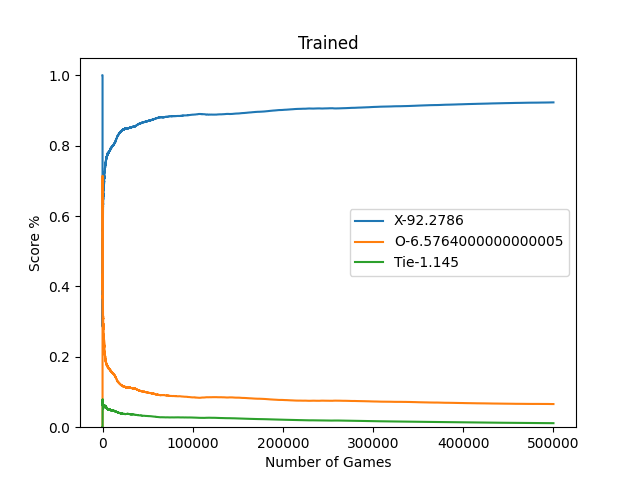 Trained
1.0
0.8
0.6
0.4
0.2
0.0
Score %
X-92.2786
O-6.5764000000000005
Tie-1.145
0
100000
200000
300000
400000
500000
Number of Games